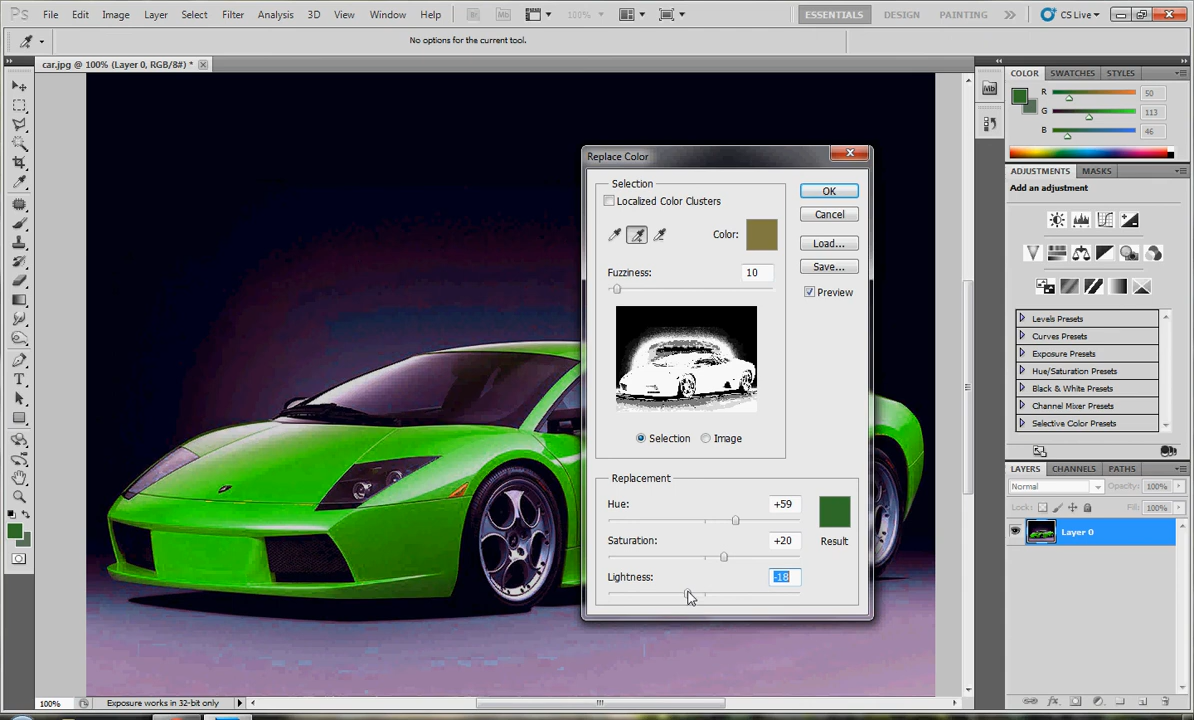 Ps File Edit Image Layer Select Filter Analysis 3D View Window Help Br Mb 100% ESSENTIALS DESIGN PAINTING CS Live
No options for the current tool.
car.jpg @ 100% (Layer 0, RGB/8#) *
Mb
COLOR SWATCHES STYLES
R 50
G 113
B 46
ADJUSTMENTS MASKS
Add an adjustment
Levels Presets
Curves Presets
Exposure Presets
Hue/Saturation Presets
Black & White Presets
Channel Mixer Presets
Selective Color Presets
LAYERS CHANNELS PATHS
Normal Opacity: 100%
Lock: Fill: 100%
Layer 0
fx
T
Replace Color
Selection
Localized Color Clusters
Color:
Fuzziness: 10
Selection Image
OK
Cancel
Load...
Save...
Preview
Replacement
Hue: +59
Saturation: +20
Result
Lightness: -18
100% Exposure works in 32-bit only